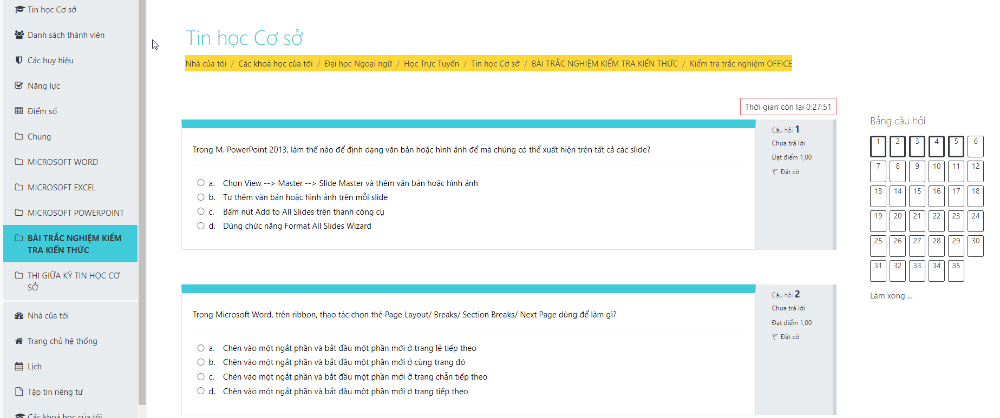 Tin học Cơ sở
Danh sách thành viên
Các huy hiệu
Năng lực
Điểm số
Chung
MICROSOFT WORD
MICROSOFT EXCEL
MICROSOFT POWERPOINT
BÀI TRẮC NGHIỆM KIỂM
TRA KIẾN THỨC
THI GIỮA KỲ TIN HỌC CƠ
SỞ
Nhà của tôi
Trang chủ hệ thống
Lịch
Tập tin riêng tư
Các khoá học của tôi
Tin học Cơ sở
Nhà của tôi / Các khoá học của tôi / Đại học Ngoại ngữ / Học Trực Tuyến / Tin học Cơ sở / BÀI TRẮC NGHIỆM KIỂM TRA KIẾN THỨC / Kiểm tra trắc nghiệm OFFICE
Thời gian còn lại 0:27:51
Trong M. PowerPoint 2013, làm thế nào để định dạng văn bản hoặc hình ảnh để mà chúng có thể xuất hiện trên tất cả các slide?
a. Chọn View --> Master --> Slide Master và thêm văn bản hoặc hình ảnh
b. Tự thêm văn bản hoặc hình ảnh trên mỗi slide
c. Bấm nút Add to All Slides trên thanh công cụ
d. Dùng chức năng Format All Slides Wizard
Câu hỏi 1
Chưa trả lời
Đạt điểm 1,00
Đặt cờ
Trong Microsoft Word, trên ribbon, thao tác chọn thẻ Page Layout/ Breaks/ Section Breaks/ Next Page dùng để làm gì?
a. Chèn vào một ngắt phần và bắt đầu một phần mới ở trang lẻ tiếp theo
b. Chèn vào một ngắt phần và bắt đầu một phần mới ở cùng trang đó
c. Chèn vào một ngắt phần và bắt đầu một phần mới ở trang chẵn tiếp theo
d. Chèn vào một ngắt phần và bắt đầu một phần mới ở trang tiếp theo
Câu hỏi 2
Chưa trả lời
Đạt điểm 1,00
Đặt cờ
Bảng câu hỏi
1 2 3 4 5 6
7 8 9 10 11 12
13 14 15 16 17 18
19 20 21 22 23 24
25 26 27 28 29 30
31 32 33 34 35
Làm xong ...